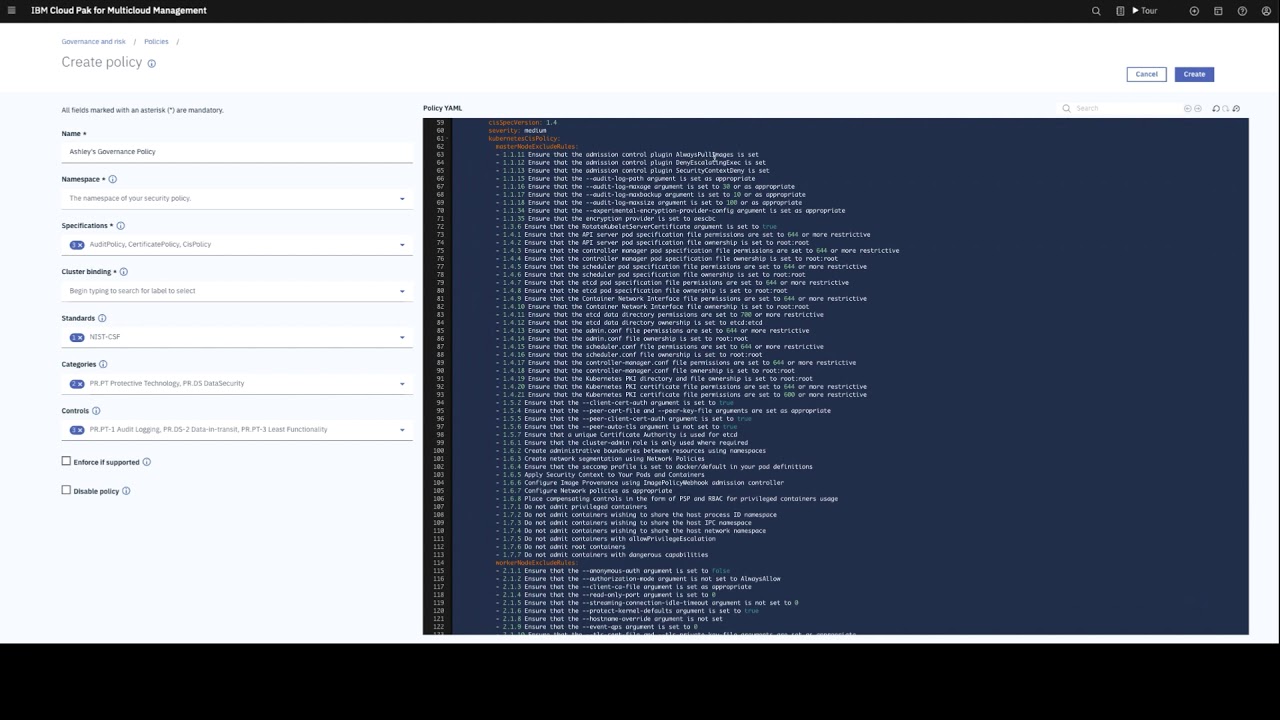 IBM Cloud Pak for Multicloud Management
Tour
Governance and risk / Policies /
Create policy
Cancel
Create
All fields marked with an asterisk (*) are mandatory.
Name *
Ashley's Governance Policy
Namespace *
The namespace of your security policy.
Specifications *
3 × AuditPolicy, CertificatePolicy, CisPolicy
Cluster binding *
Begin typing to search for label to select
Standards
1 × NIST-CSF
Categories
2 × PR.PT Protective Technology, PR.DS DataSecurity
Controls
3 × PR.PT-1 Audit Logging, PR.DS-2 Data-in-transit, PR.PT-3 Least Functionality
Enforce if supported
Disable policy
Policy YAML
Search
59 cisSpecVersion: 1.4
60 severity: medium
61 kubernetesCisPolicy:
62 masterNodeExcludeRules:
63 - 1.1.11 Ensure that the admission control plugin AlwaysPullImages is set
64 - 1.1.12 Ensure that the admission control plugin DenyEscalatingExec is set
65 - 1.1.13 Ensure that the admission control plugin SecurityContextDeny is set
66 - 1.1.15 Ensure that the --audit-log-path argument is set as appropriate
67 - 1.1.16 Ensure that the --audit-log-maxage argument is set to 30 or as appropriate
68 - 1.1.17 Ensure that the --audit-log-maxbackup argument is set to 10 or as appropriate
69 - 1.1.18 Ensure that the --audit-log-maxsize argument is set to 100 or as appropriate
70 - 1.1.34 Ensure that the --experimental-encryption-provider-config argument is set as appropriate
71 - 1.1.35 Ensure that the encryption provider is set to aescbc
72 - 1.3.6 Ensure that the RotateKubeletServerCertificate argument is set to true
73 - 1.4.1 Ensure that the API server pod specification file permissions are set to 644 or more restrictive
74 - 1.4.2 Ensure that the API server pod specification file ownership is set to root:root
75 - 1.4.3 Ensure that the controller manager pod specification file permissions are set to 644 or more restrictive
76 - 1.4.4 Ensure that the controller manager pod specification file ownership is set to root:root
77 - 1.4.5 Ensure that the scheduler pod specification file permissions are set to 644 or more restrictive
78 - 1.4.6 Ensure that the scheduler pod specification file ownership is set to root:root
79 - 1.4.7 Ensure that the etcd pod specification file permissions are set to 644 or more restrictive
80 - 1.4.8 Ensure that the etcd pod specification file ownership is set to root:root
81 - 1.4.9 Ensure that the Container Network Interface file permissions are set to 644 or more restrictive
82 - 1.4.10 Ensure that the Container Network Interface file ownership is set to root:root
83 - 1.4.11 Ensure that the etcd data directory permissions are set to 700 or more restrictive
84 - 1.4.12 Ensure that the etcd data directory ownership is set to etcd:etcd
85 - 1.4.13 Ensure that the admin.conf file permissions are set to 644 or more restrictive
86 - 1.4.14 Ensure that the admin.conf file ownership is set to root:root
87 - 1.4.15 Ensure that the scheduler.conf file permissions are set to 644 or more restrictive
88 - 1.4.16 Ensure that the scheduler.conf file ownership is set to root:root
89 - 1.4.17 Ensure that the controller-manager.conf file permissions are set to 644 or more restrictive
90 - 1.4.18 Ensure that the controller-manager.conf file ownership is set to root:root
91 - 1.4.19 Ensure that the Kubernetes PKI directory and file ownership is set to root:root
92 - 1.4.20 Ensure that the Kubernetes PKI certificate file permissions are set to 644 or more restrictive
93 - 1.4.21 Ensure that the Kubernetes PKI certificate file permissions are set to 600 or more restrictive
94 - 1.5.2 Ensure that the --client-cert-auth argument is set to true
95 - 1.5.4 Ensure that the --peer-cert-file and --peer-key-file arguments are set as appropriate
96 - 1.5.5 Ensure that the --peer-client-cert-auth argument is set to true
97 - 1.5.6 Ensure that the --peer-auto-tls argument is not set to true
98 - 1.5.7 Ensure that a unique Certificate Authority is used for etcd
99 - 1.6.1 Ensure that the cluster-admin role is only used where required
100 - 1.6.2 Create administrative boundaries between resources using namespaces
101 - 1.6.3 Create network segmentation using Network Policies
102 - 1.6.4 Ensure that the seccomp profile is set to docker/default in your pod definitions
103 - 1.6.5 Apply Security Context to Your Pods and Containers
104 - 1.6.6 Configure Image Provenance using ImagePolicyWebhook admission controller
105 - 1.6.7 Configure Network policies as appropriate
106 - 1.6.8 Place compensating controls in the form of PSP and RBAC for privileged containers usage
107 - 1.7.1 Do not admit privileged containers
108 - 1.7.2 Do not admit containers wishing to share the host process ID namespace
109 - 1.7.3 Do not admit containers wishing to share the host IPC namespace
110 - 1.7.4 Do not admit containers wishing to share the host network namespace
111 - 1.7.5 Do not admit containers with allowPrivilegeEscalation
112 - 1.7.6 Do not admit root containers
113 - 1.7.7 Do not admit containers with dangerous capabilities
114 workerNodeExcludeRules:
115 - 2.1.1 Ensure that the --anonymous-auth argument is set to false
116 - 2.1.2 Ensure that the --authorization-mode argument is not set to AlwaysAllow
117 - 2.1.3 Ensure that the --client-ca-file argument is set as appropriate
118 - 2.1.4 Ensure that the --read-only-port argument is set to 0
119 - 2.1.5 Ensure that the --streaming-connection-idle-timeout argument is not set to 0
120 - 2.1.6 Ensure that the --protect-kernel-defaults argument is set to true
121 - 2.1.8 Ensure that the --hostname-override argument is not set
122 - 2.1.9 Ensure that the --event-qps argument is set to 0